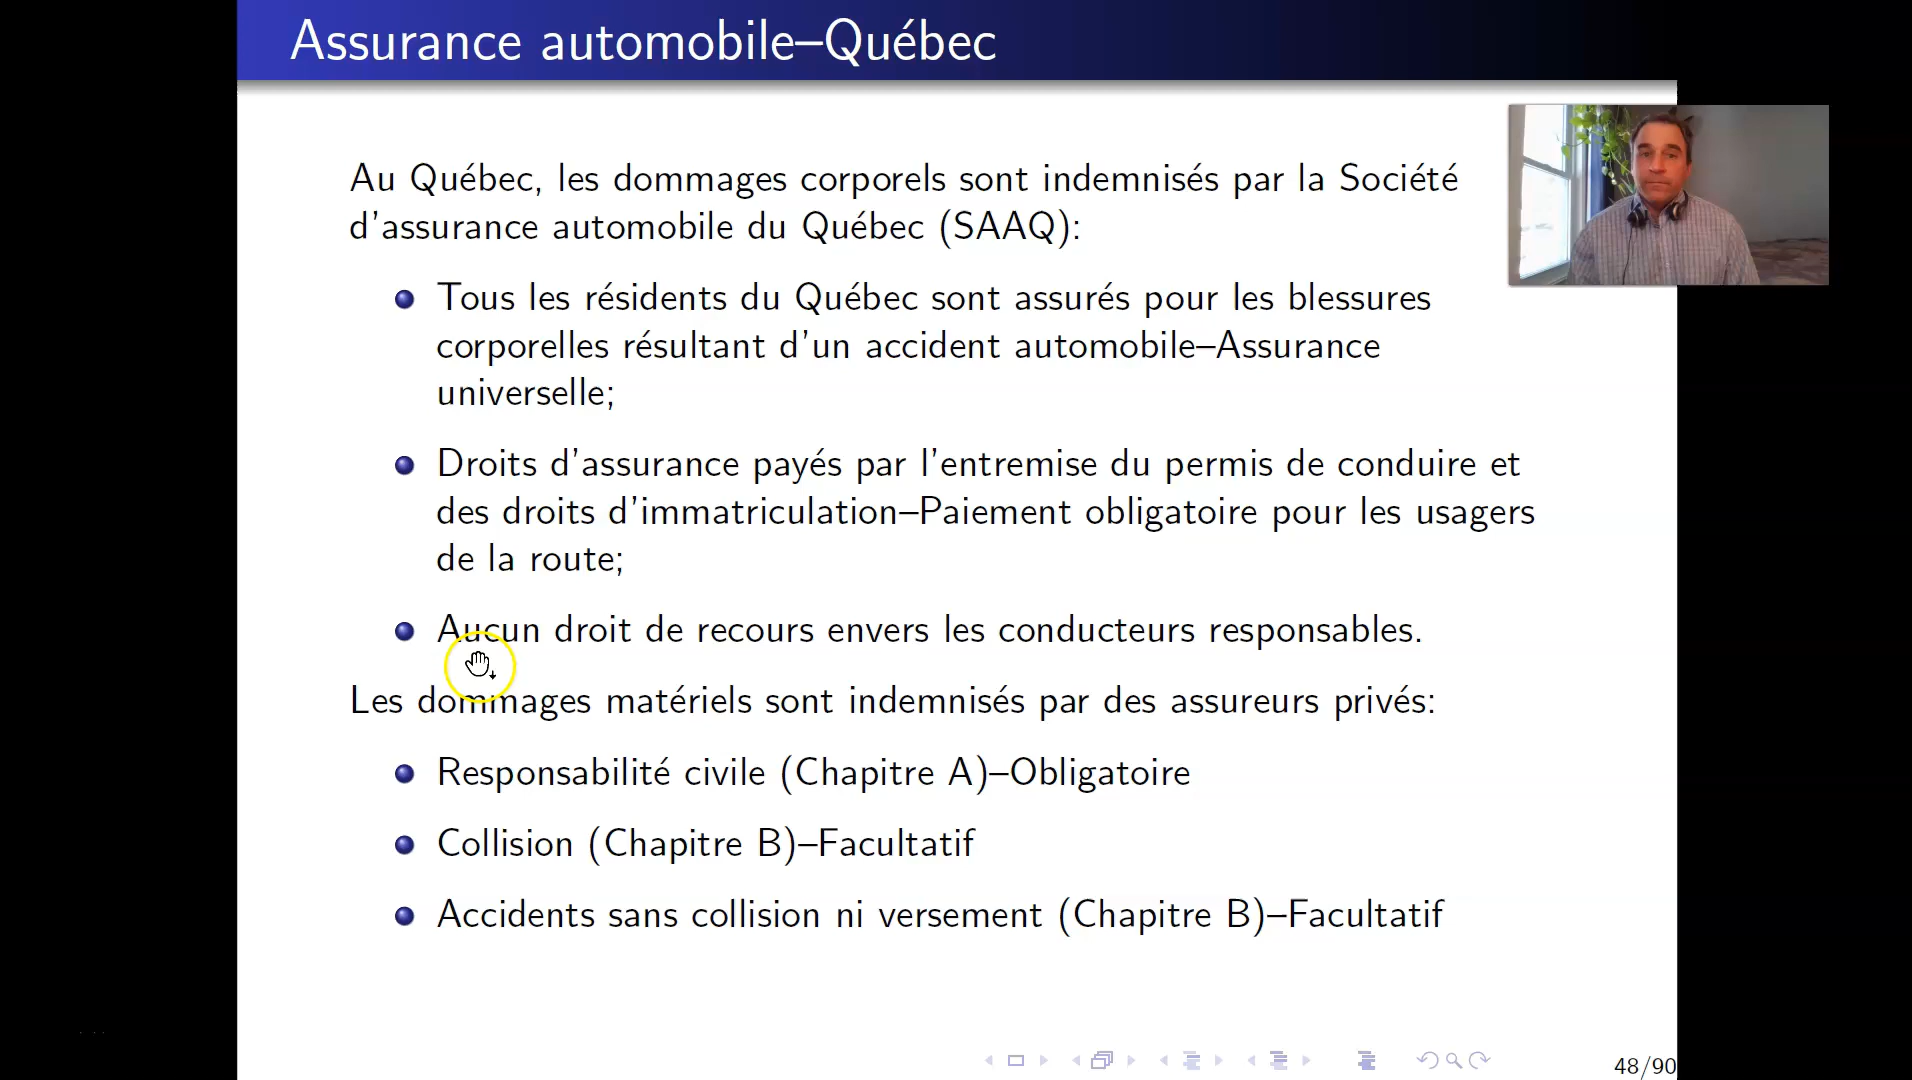 Assurance automobile–Québec
Au Québec, les dommages corporels sont indemnisés par la Société
d'assurance automobile du Québec (SAAQ):
Tous les résidents du Québec sont assurés pour les blessures
corporelles résultant d'un accident automobile–Assurance
universelle;
Droits d'assurance payés par l'entremise du permis de conduire et
des droits d'immatriculation–Paiement obligatoire pour les usagers
de la route;
Aucun droit de recours envers les conducteurs responsables.
Les dommages matériels sont indemnisés par des assureurs privés:
Responsabilité civile (Chapitre A)–Obligatoire
Collision (Chapitre B)–Facultatif
Accidents sans collision ni versement (Chapitre B)–Facultatif
48/90